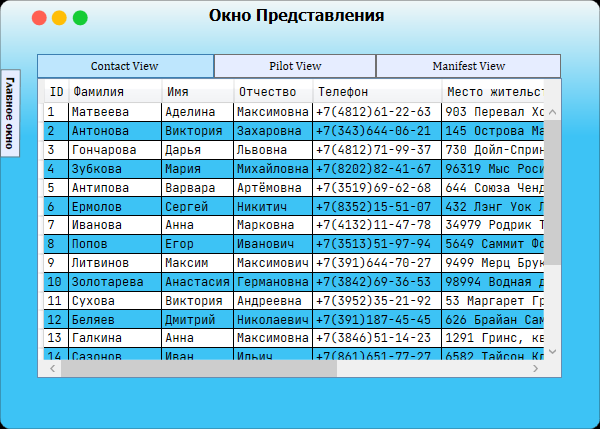 Окно Представления
Contact View Pilot View Manifest View
Главное окно
ID Фамилия Имя Отчество Телефон Место жительст
1 Матвеева Аделина Максимовна +7(4812)61-22-63 903 Перевал Хо
2 Антонова Виктория Захаровна +7(343)644-06-21 145 Острова Ма
3 Гончарова Дарья Львовна +7(4812)71-99-37 730 Дойл-Сприн
4 Зубкова Мария Михайловна +7(8202)82-41-67 96319 Мыс Роси
5 Антипова Варвара Артёмовна +7(3519)69-62-68 644 Союза Ченд
6 Ермолов Сергей Никитич +7(8352)15-51-07 432 Лэнг Уок Л
7 Иванова Анна Марковна +7(4132)11-47-78 34979 Родрик Т
8 Попов Егор Иванович +7(3513)51-97-94 5649 Саммит Фо
9 Литвинов Максим Максимович +7(391)644-70-27 9499 Мерц Брук
10 Золотарева Анастасия Германовна +7(3842)69-36-53 98994 Водная д
11 Сухова Виктория Андреевна +7(3952)35-21-92 53 Маргарет Гр
12 Беляев Дмитрий Николаевич +7(391)187-45-45 626 Брайан Сам
13 Галкина Анна Максимовна +7(3846)51-14-23 1291 Гринс, кв
14 Сазонов Иван Ильич +7(861)651-77-27 6582 Тайсон Кл